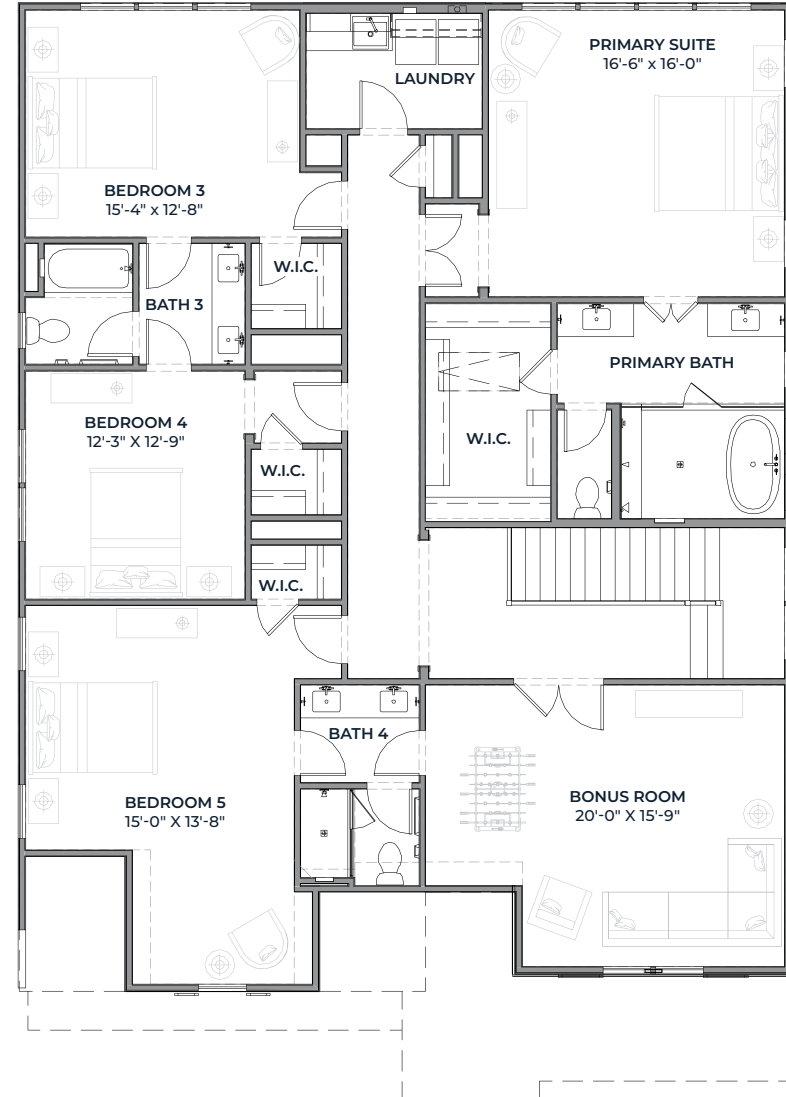 PRIMARY SUITE
16'-6" x 16'-0"
LAUNDRY
BEDROOM 3
15'-4" x 12'-8"
W.I.C.
BATH 3
PRIMARY BATH
BEDROOM 4
12'-3" X 12'-9"
W.I.C.
W.I.C.
W.I.C.
BATH 4
BEDROOM 5
15'-0" X 13'-8"
BONUS ROOM
20'-0" X 15'-9"